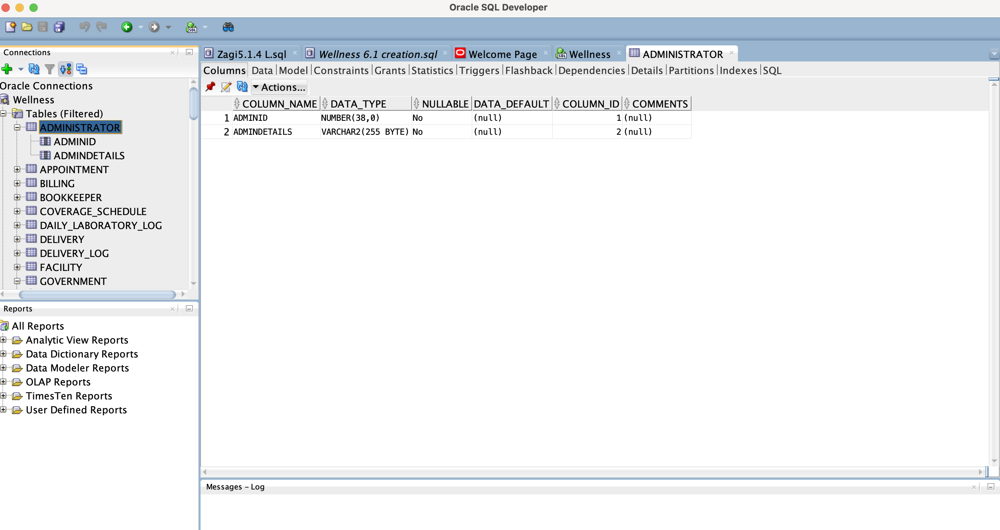 Oracle SQL Developer
SQL
Connections
Oracle Connections
Wellness
Tables (Filtered)
ADMINISTRATOR
ADMINID
ADMINDETAILS
APPOINTMENT
BILLING
BOOKKEEPER
COVERAGE_SCHEDULE
DAILY_LABORATORY_LOG
DELIVERY
DELIVERY_LOG
FACILITY
GOVERNMENT
Reports
All Reports
Analytic View Reports
Data Dictionary Reports
Data Modeler Reports
OLAP Reports
TimesTen Reports
User Defined Reports
Zagi5.1.4 L.sql Wellness 6.1 creation.sql Welcome Page SQL Wellness ADMINISTRATOR
Columns Data Model Constraints Grants Statistics Triggers Flashback Dependencies Details Partitions Indexes SQL
Actions...
COLUMN_NAME DATA_TYPE NULLABLE DATA_DEFAULT COLUMN_ID COMMENTS
1 ADMINID NUMBER(38,0) No (null) 1 (null)
2 ADMINDETAILS VARCHAR2(255 BYTE) No (null) 2 (null)
Messages - Log